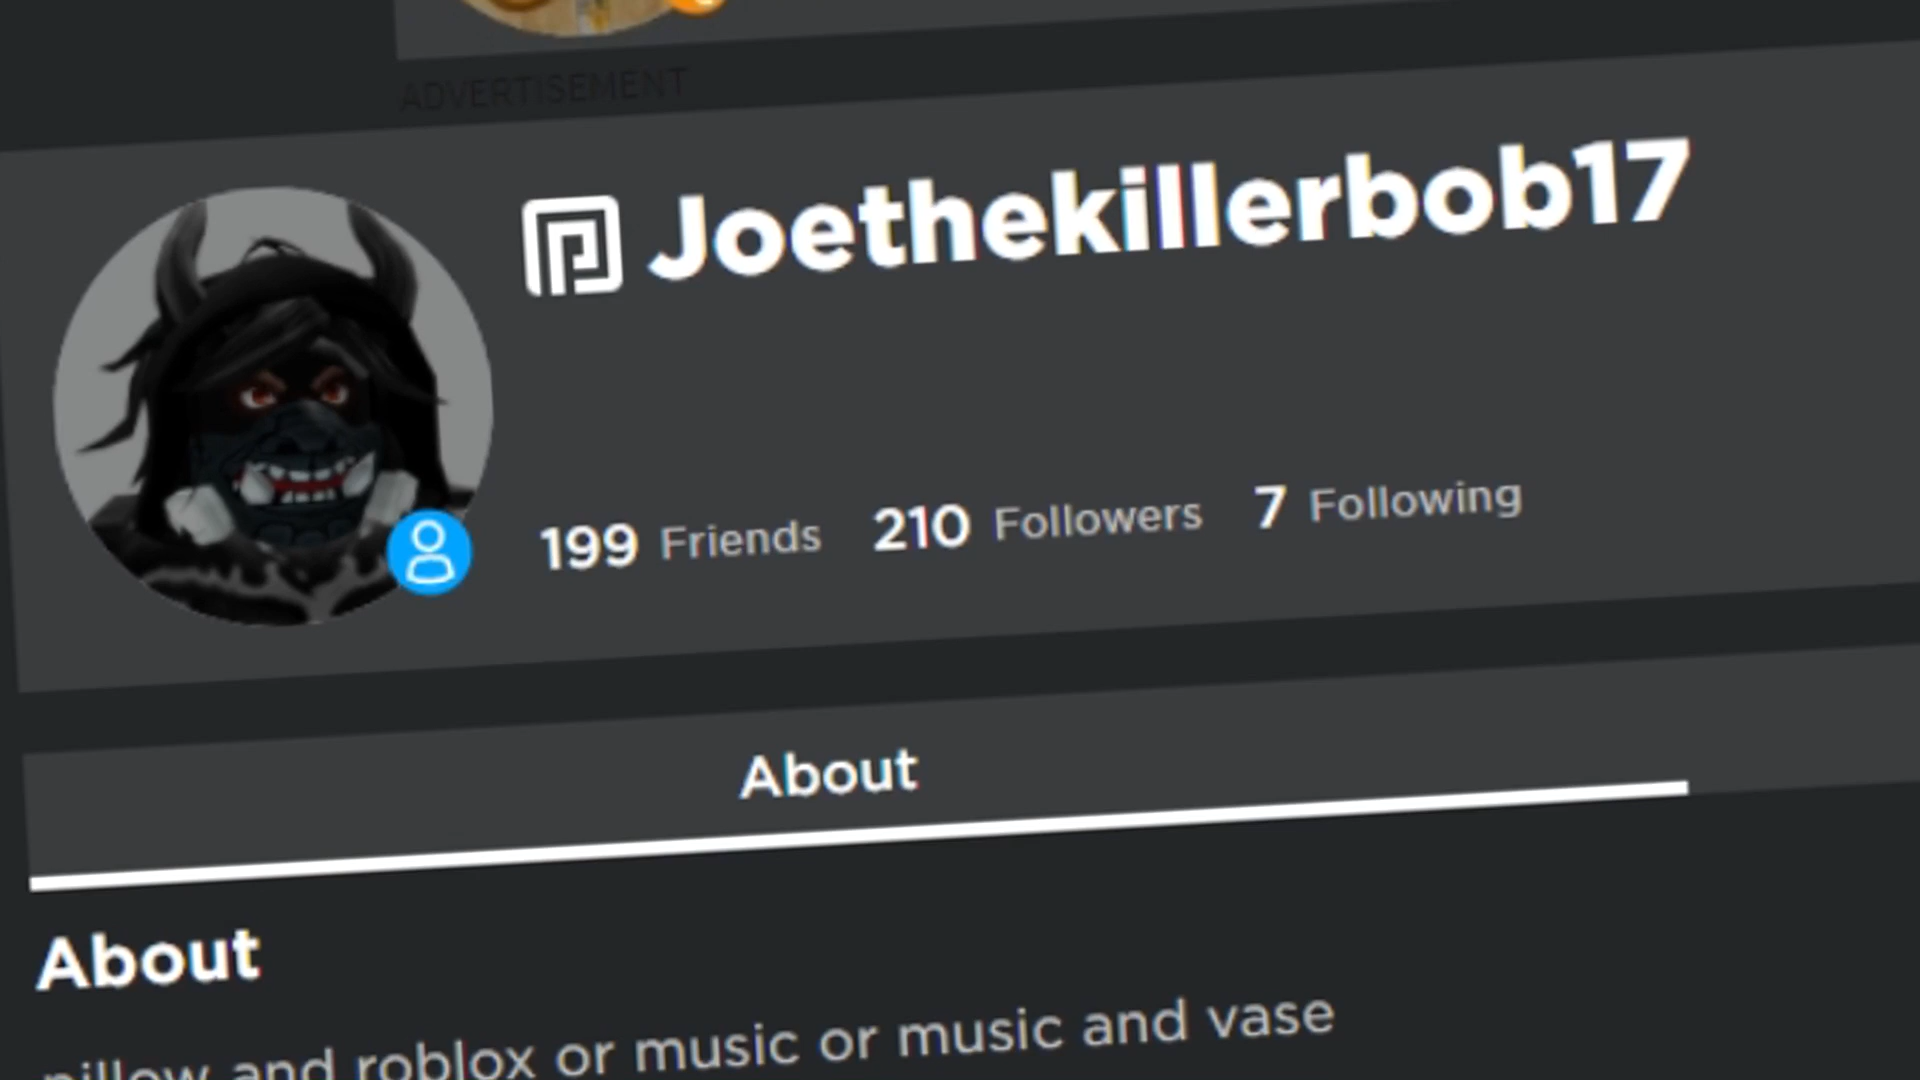 ADVERTISEMENT
Joethekillerbob17
199 Friends 210 Followers 7 Following
About
About
pillow and roblox or music or music and vase